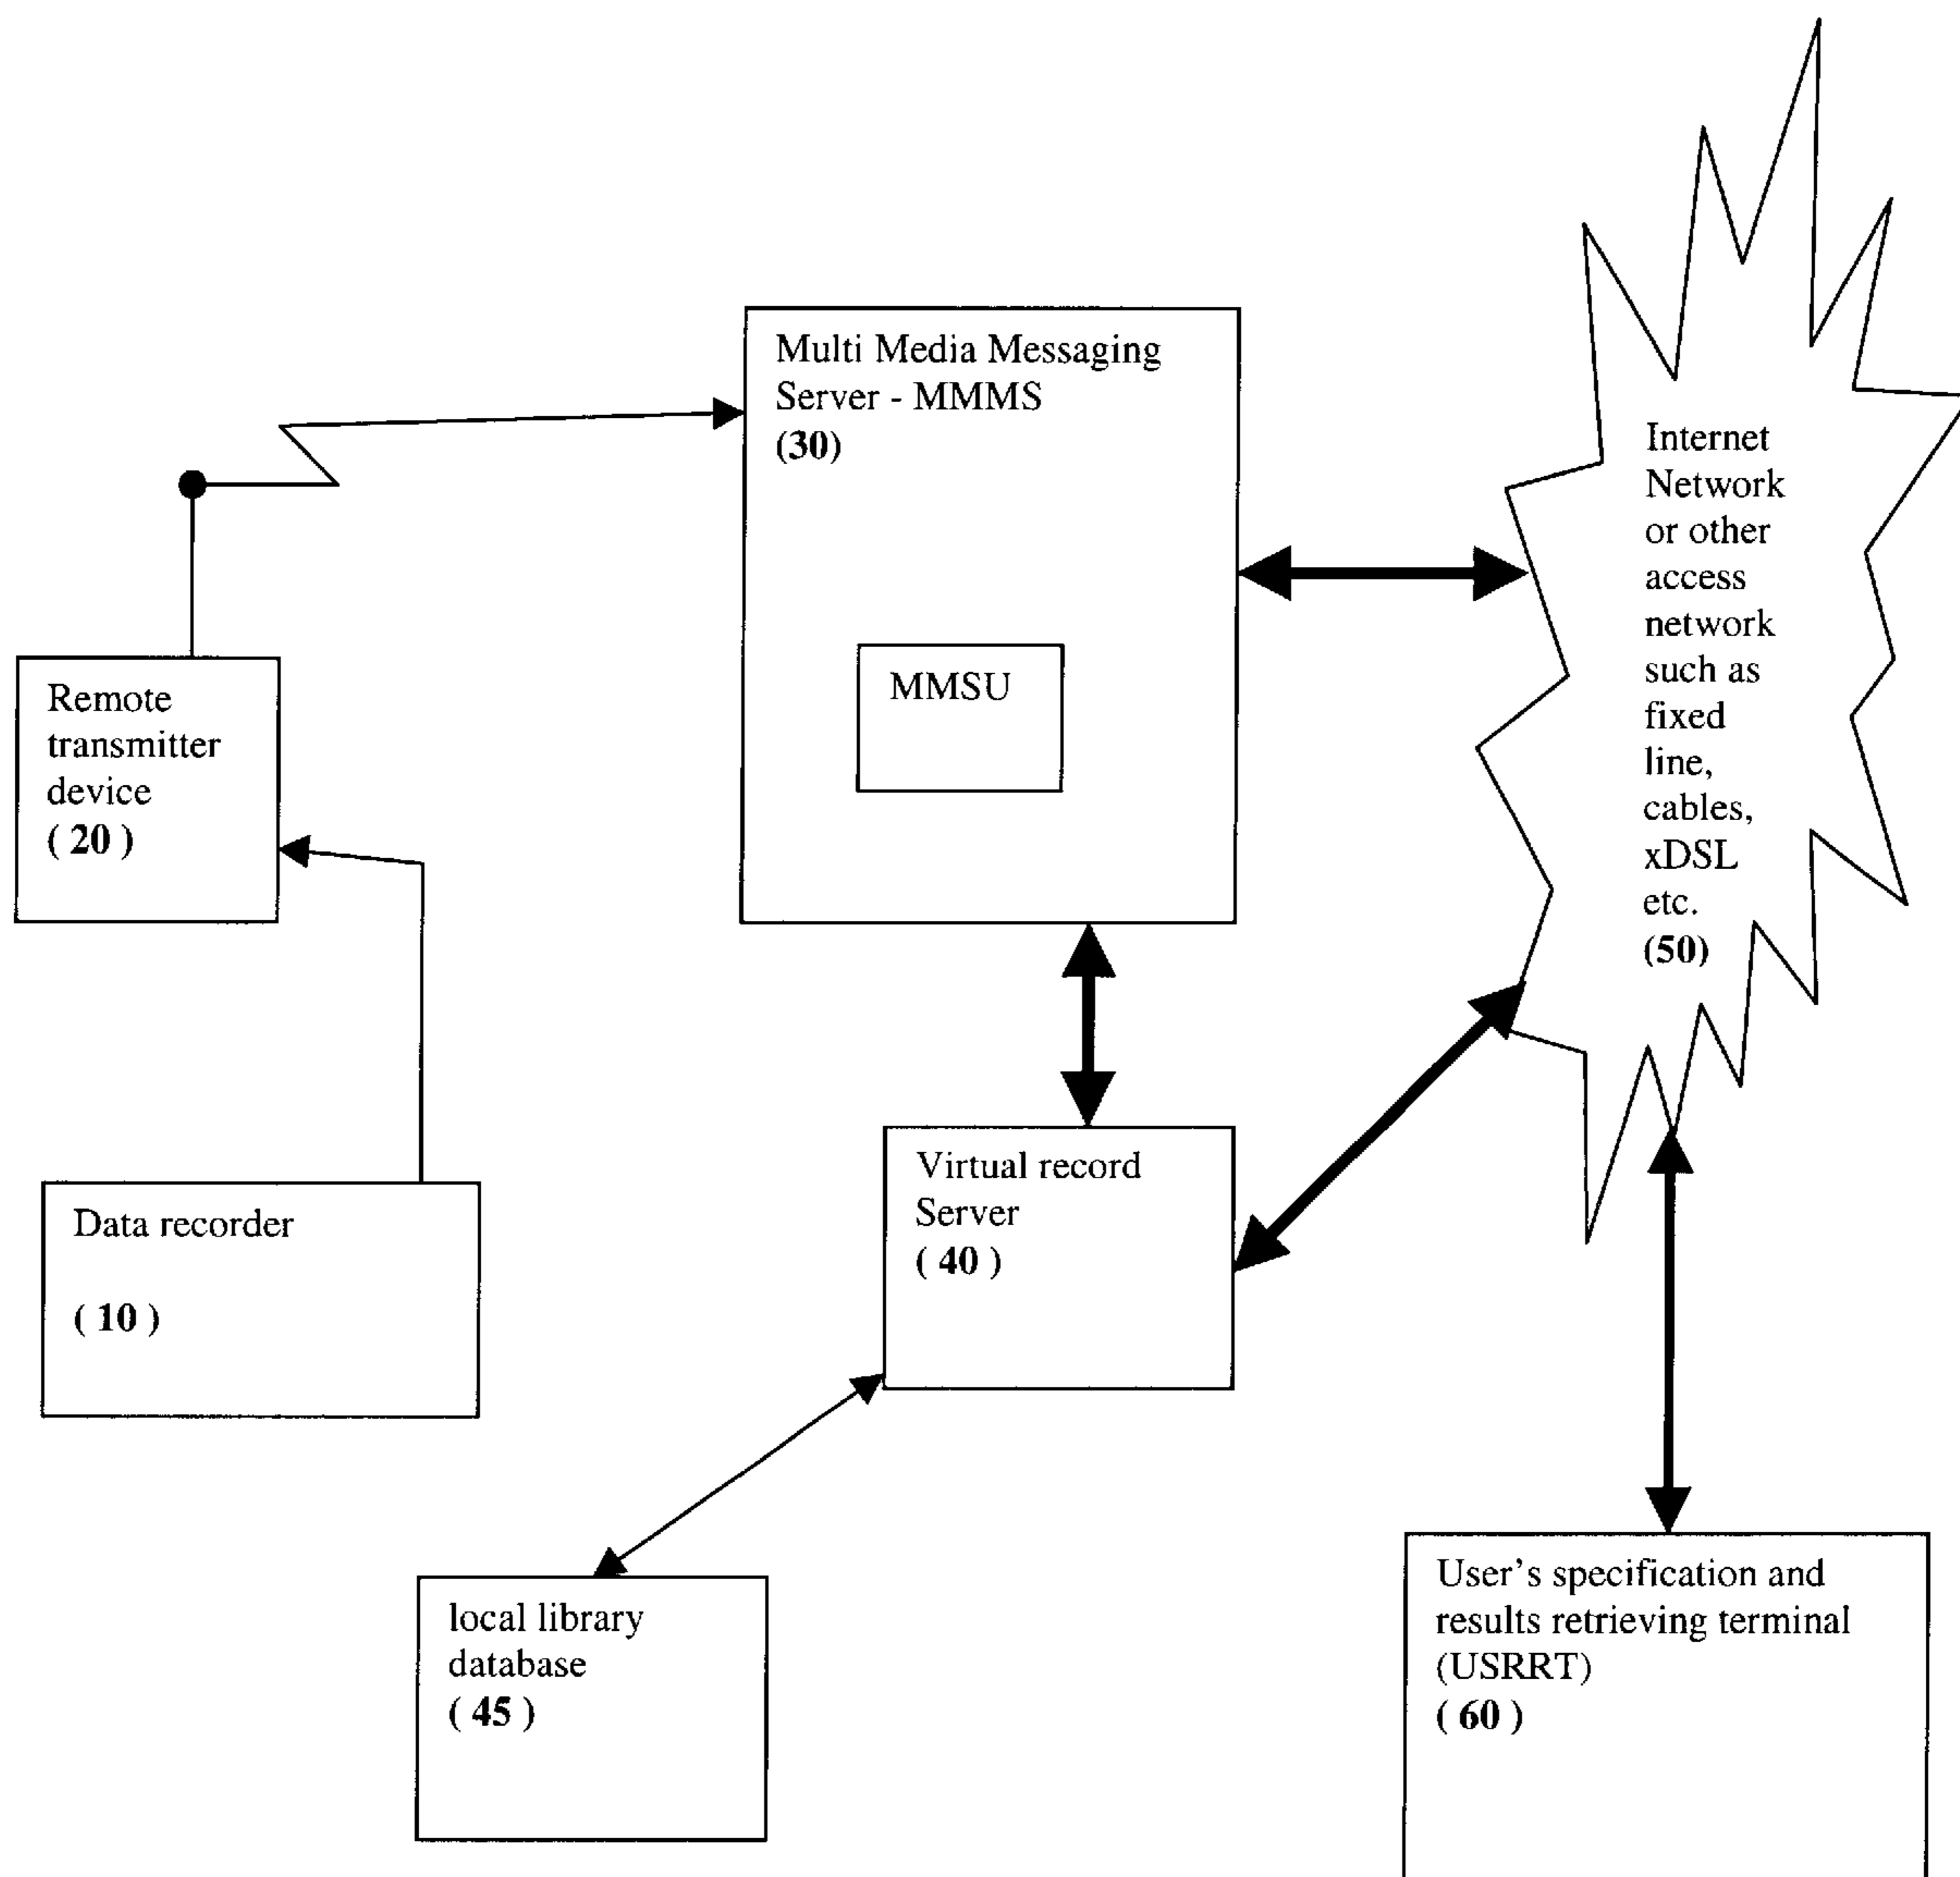 Multi Media Messaging
Server - MMMS
(30)
MMSU
Internet
Network
or other
access
network
such as
fixed
line,
cables,
xDSL
etc.
(50)
Remote
transmitter
device
( 20 )
Data recorder
( 10 )
Virtual record
Server
( 40 )
local library
database
( 45 )
User's specification and
results retrieving terminal
(USRRT)
( 60 )